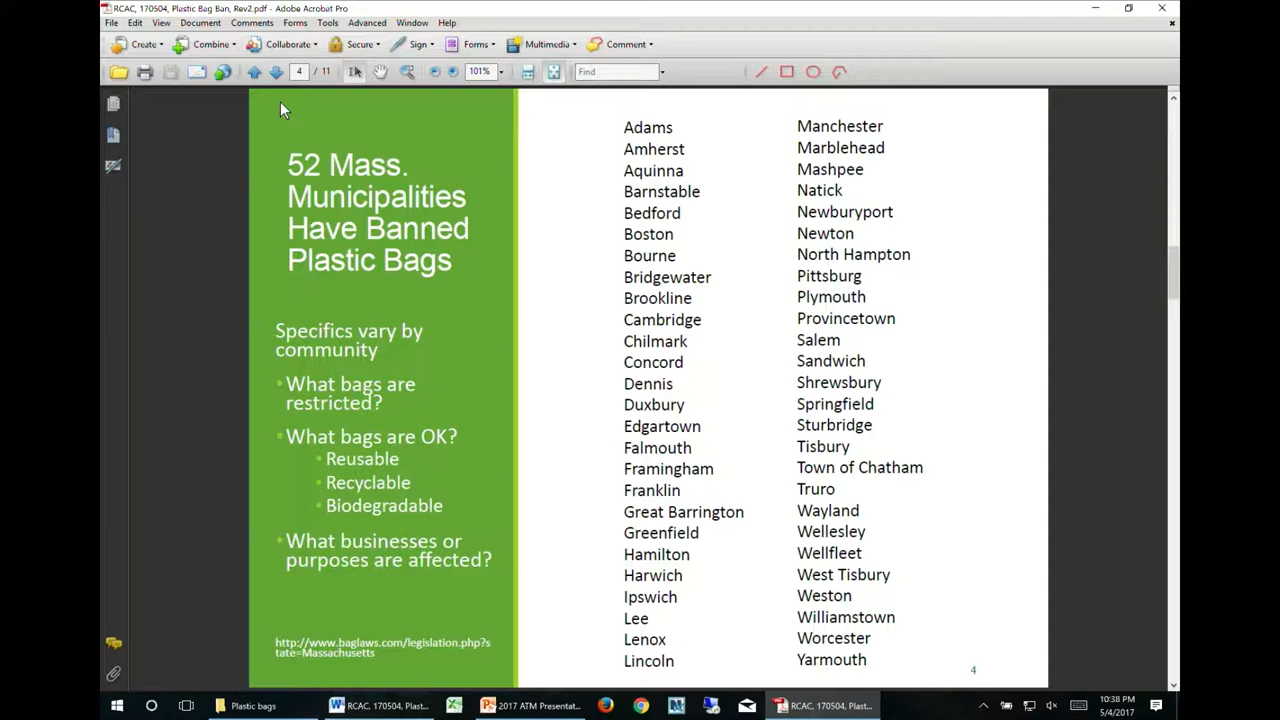 RCAC, 170504, Plastic Bag Ban, Rev2.pdf - Adobe Acrobat Pro
File Edit View Document Comments Forms Tools Advanced Window Help
Create Combine Collaborate Secure Sign Forms Multimedia Comment
4 / 11 101% Find
52 Mass.
Municipalities
Have Banned
Plastic Bags
Specifics vary by
community
What bags are
restricted?
What bags are OK?
Reusable
Recyclable
Biodegradable
What businesses or
purposes are affected?
http://www.baglaws.com/legislation.php?s
tate=Massachusetts
Adams
Amherst
Aquinna
Barnstable
Bedford
Boston
Bourne
Bridgewater
Brookline
Cambridge
Chilmark
Concord
Dennis
Duxbury
Edgartown
Falmouth
Framingham
Franklin
Great Barrington
Greenfield
Hamilton
Harwich
Ipswich
Lee
Lenox
Lincoln
Manchester
Marblehead
Mashpee
Natick
Newburyport
Newton
North Hampton
Pittsburg
Plymouth
Provincetown
Salem
Sandwich
Shrewsbury
Springfield
Sturbridge
Tisbury
Town of Chatham
Truro
Wayland
Wellesley
Wellfleet
West Tisbury
Weston
Williamstown
Worcester
Yarmouth
4
Plastic bags
RCAC, 170504, Plast...
2017 ATM Presentat...
RCAC, 170504, Plast...
10:38 PM
5/4/2017